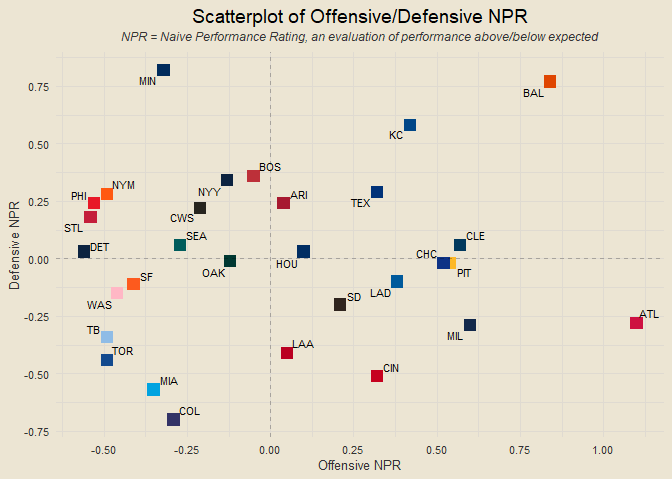 Scatterplot of Offensive/Defensive NPR
NPR = Naive Performance Rating, an evaluation of performance above/below expected
MIN
BAL
0.75
KC
0.50
BOS
NYM
NYY
PHI
ARI
TEX
0.25
CWS
STL
SEA
CLE
DET
CHC
0.00
HOU
OAK
PIT
SF
LAD
SD
WAS
ATL
-0.25
TB
MIL
LAA
TOR
CIN
MIA
-0.50
COL
-0.75
Defensive NPR
-0.50
-0.25
0.00
0.25
0.50
0.75
1.00
Offensive NPR